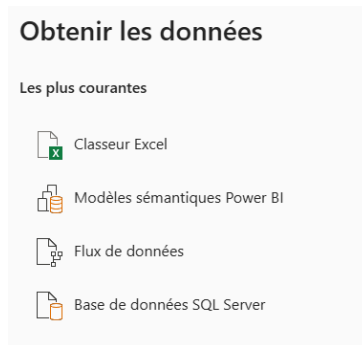 Obtenir les données
Les plus courantes
Classeur Excel
Modèles sémantiques Power BI
Flux de données
Base de données SQL Server